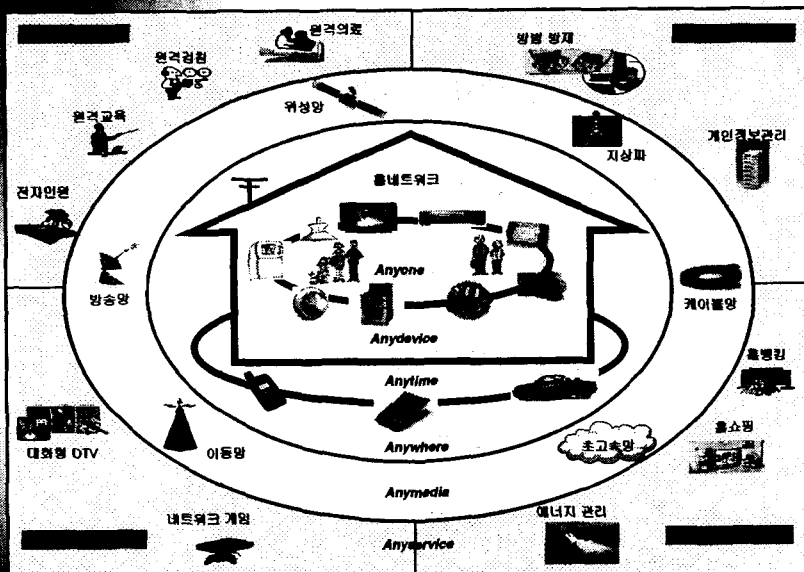 원격의료
방범 방재
원격검침
위성망
원격교육
지상파
개인정보관리
홈네트워크
전자민원
Anyone
방송망
케이블망
Anydevice
홈뱅킹
Anytime
홈쇼핑
Anywhere
초고속망
대화형 DTV
이동망
Anymedia
네트워크 게임
에너지 관리
Anyservice